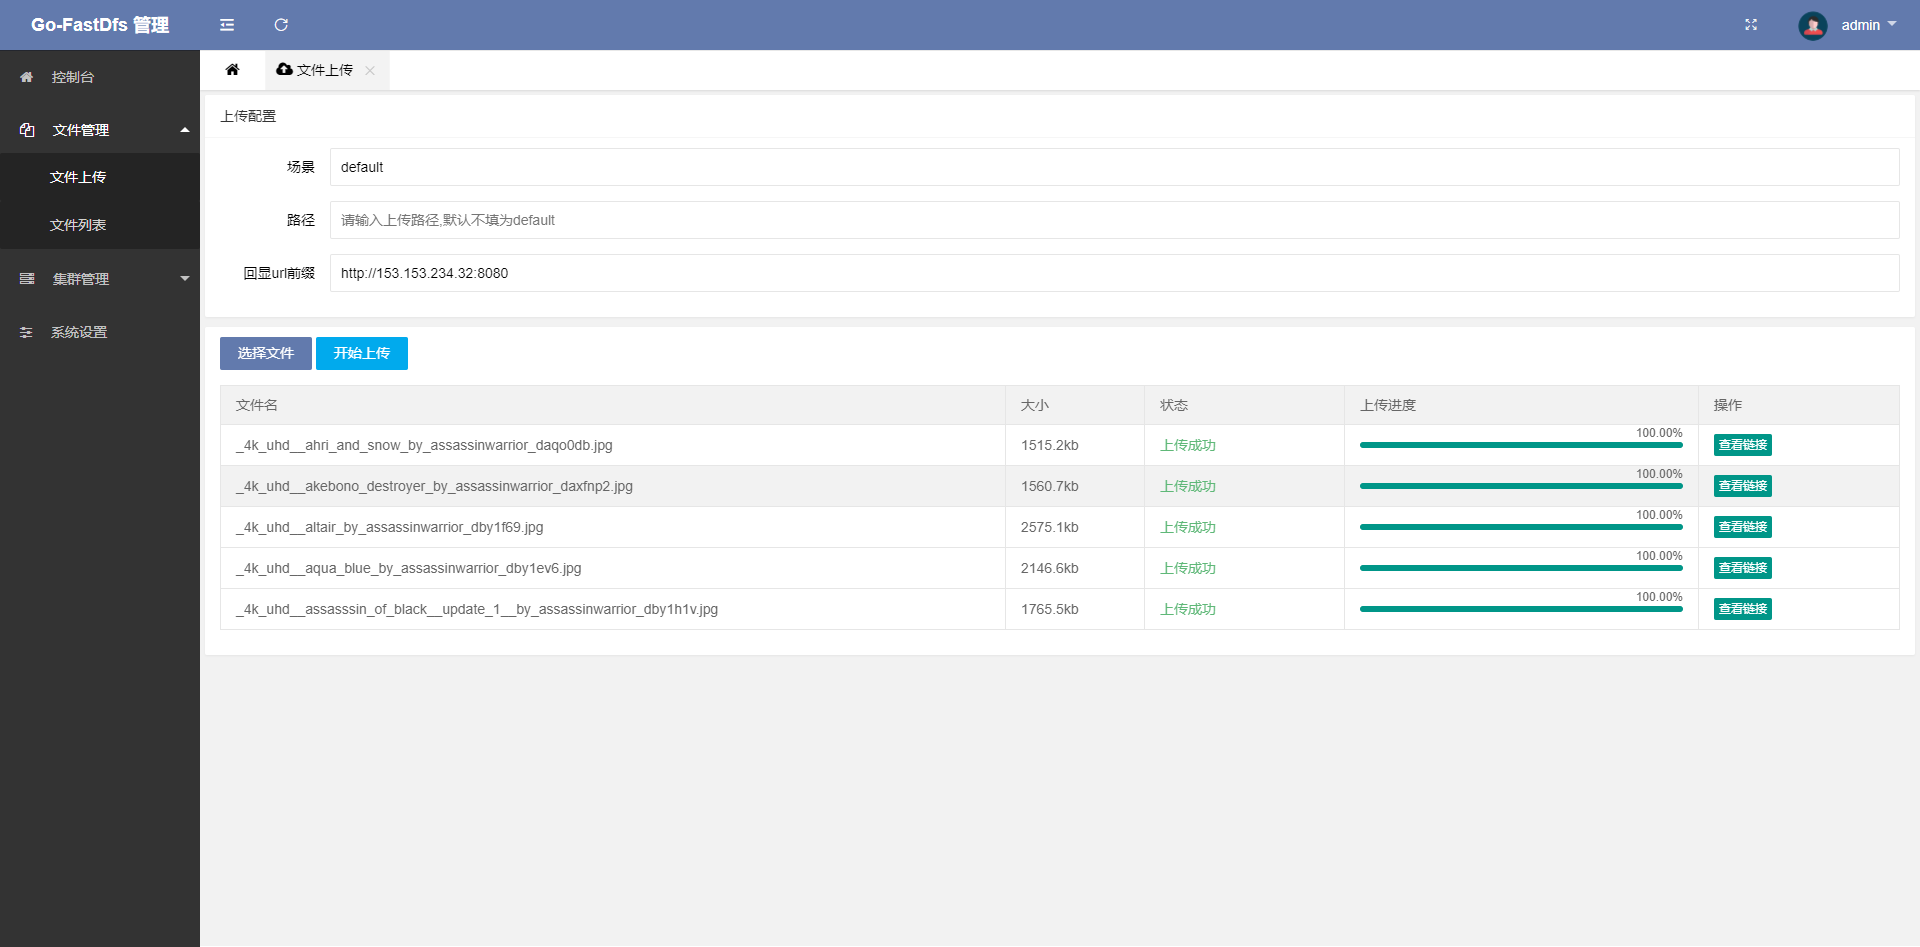 Go-FastDfs 管理
admin
控制台
文件管理
文件上传
文件列表
集群管理
系统设置
文件上传
上传配置
场景 default
路径 请输入上传路径,默认不填为default
回显url前缀 http://153.153.234.32:8080
选择文件 开始上传
文件名 大小 状态 上传进度 操作
_4k_uhd__ahri_and_snow_by_assassinwarrior_daqo0db.jpg 1515.2kb 上传成功 100.00% 查看链接
_4k_uhd__akebono_destroyer_by_assassinwarrior_daxfnp2.jpg 1560.7kb 上传成功 100.00% 查看链接
_4k_uhd__altair_by_assassinwarrior_dby1f69.jpg 2575.1kb 上传成功 100.00% 查看链接
_4k_uhd__aqua_blue_by_assassinwarrior_dby1ev6.jpg 2146.6kb 上传成功 100.00% 查看链接
_4k_uhd__assasssin_of_black__update_1__by_assassinwarrior_dby1h1v.jpg 1765.5kb 上传成功 100.00% 查看链接